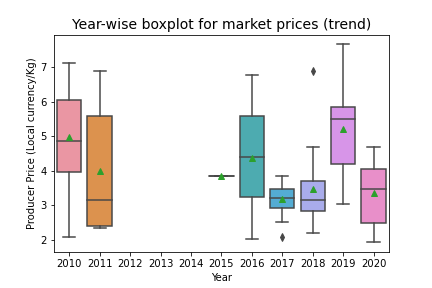 Year-wise boxplot for market prices (trend)
Producer Price (Local currency/Kg)
7
6
5
4
3
2
2010 2011 2012 2013 2014 2015 2016 2017 2018 2019 2020
Year